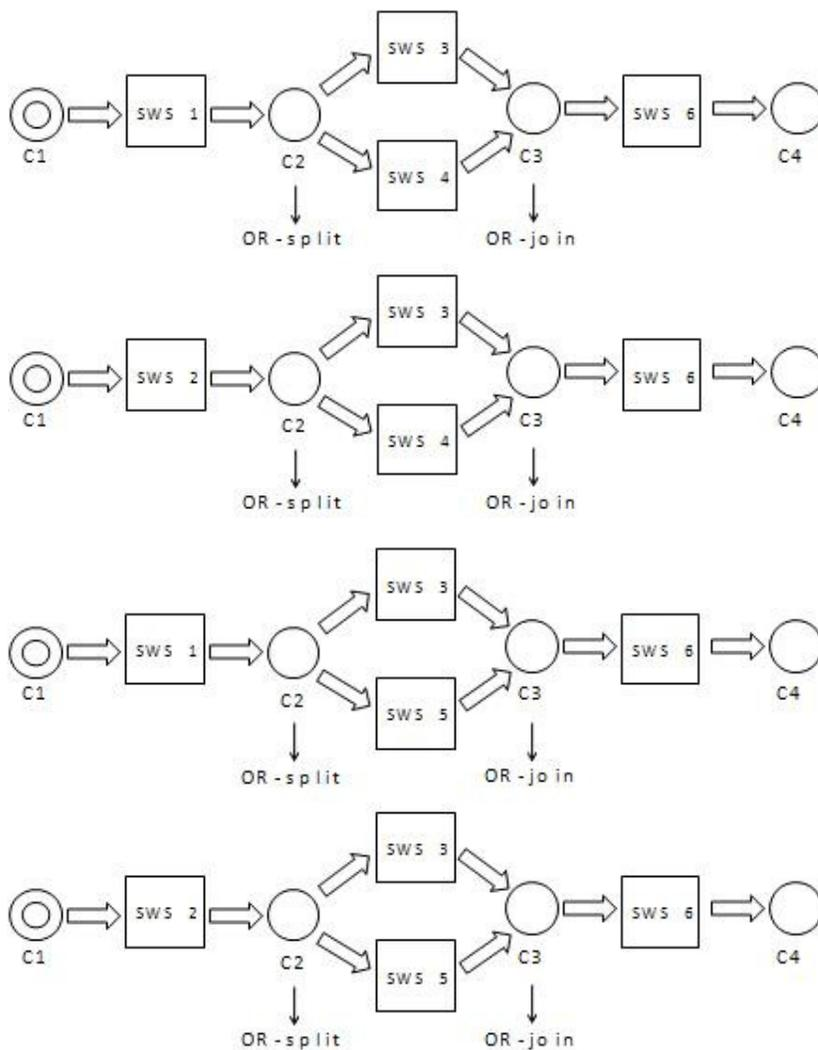 SWS 3
SWS 1
SWS 6
C1
C2
C3
C4
SWS 4
OR-split
OR-join
SWS 3
SWS 2
SWS 6
C1
C2
C3
C4
SWS 4
OR-split
OR-join
SWS 3
SWS 1
SWS 6
C1
C2
C3
C4
SWS 5
OR-split
OR-join
SWS 3
SWS 2
SWS 6
C1
C2
C3
C4
SWS 5
OR-split
OR-join